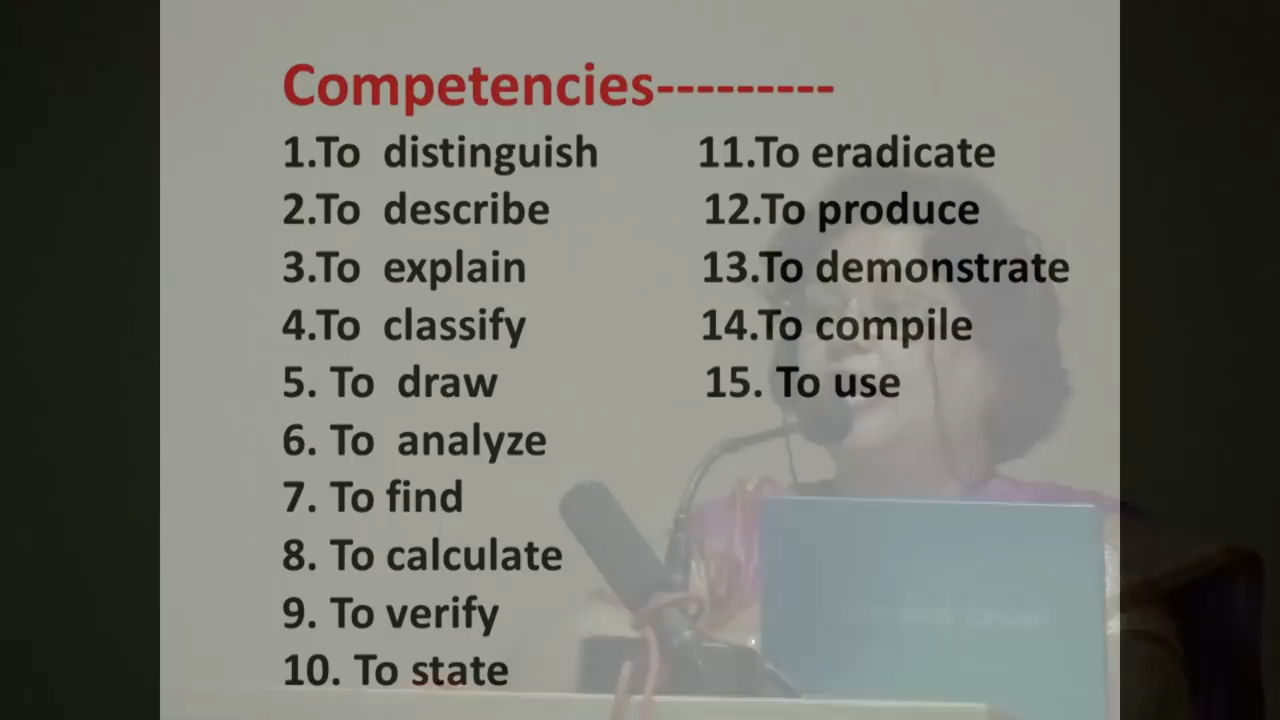 Competencies---------
1.To distinguish
2.To describe
3.To explain
4.To classify
5. To draw
6. To analyze
7. To find
8. To calculate
9. To verify
10. To state
11.To eradicate
12.To produce
13.To demonstrate
14.To compile
15. To use